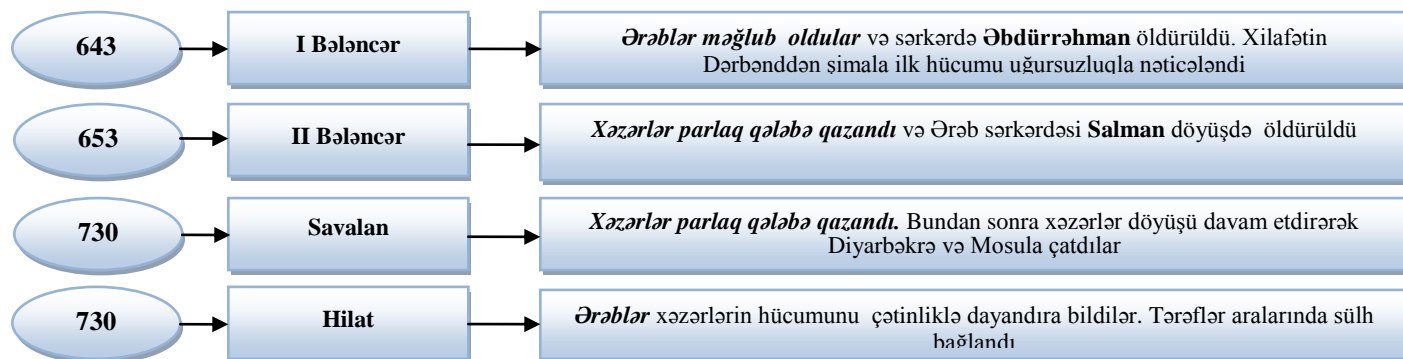 643
I Bələncər
Ərəblər məğlub oldular və sərkərdə Əbdürrəhman öldürüldü. Xilafətin
Dərbənddən şimala ilk hücumu uğursuzluqla nəticələndi
653
II Bələncər
Xəzərlər parlaq qələbə qazandı və Ərəb sərkərdəsi Salman döyüşdə öldürüldü
730
Savalan
Xəzərlər parlaq qələbə qazandı. Bundan sonra xəzərlər döyüşü davam etdirərək
Diyarbəkrə və Mosula çatdılar
730
Hilat
Ərəblər xəzərlərin hücumunu çətinliklə dayandıra bildilər. Tərəflər aralarında sülh
bağlandı